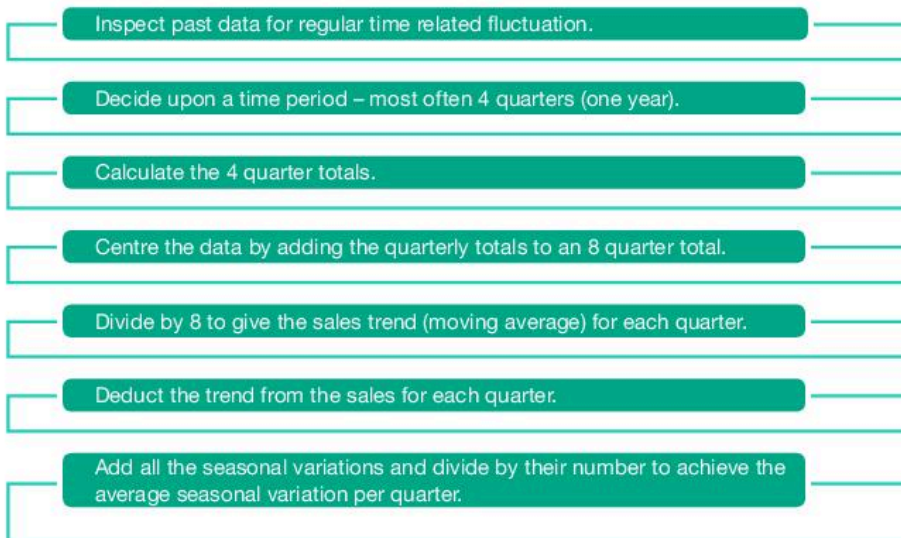 Inspect past data for regular time related fluctuation.
Decide upon a time period – most often 4 quarters (one year).
Calculate the 4 quarter totals.
Centre the data by adding the quarterly totals to an 8 quarter total.
Divide by 8 to give the sales trend (moving average) for each quarter.
Deduct the trend from the sales for each quarter.
Add all the seasonal variations and divide by their number to achieve the
average seasonal variation per quarter.